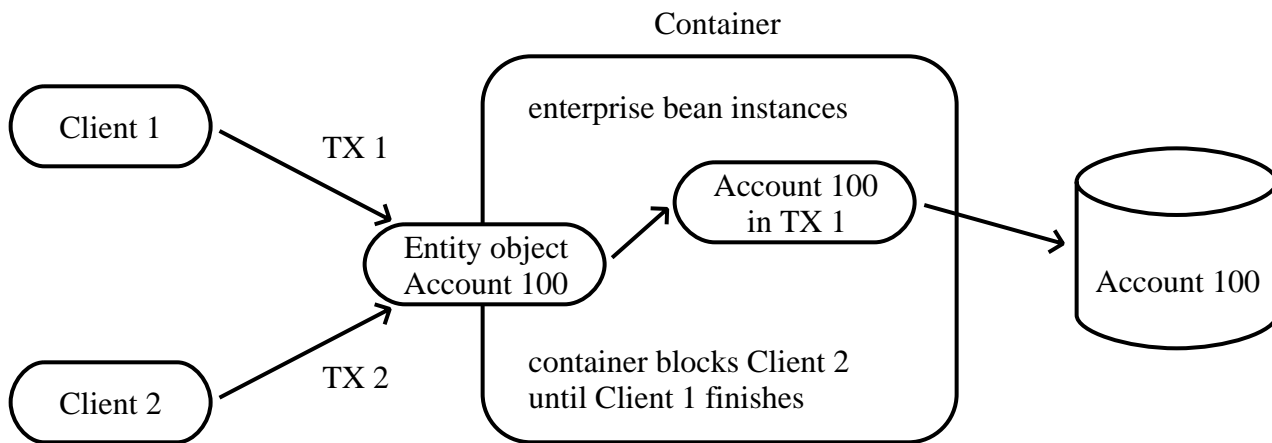 Container
enterprise bean instances
Client 1
TX 1
Account 100
in TX 1
Entity object
Account 100
Account 100
container blocks Client 2
until Client 1 finishes
TX 2
Client 2